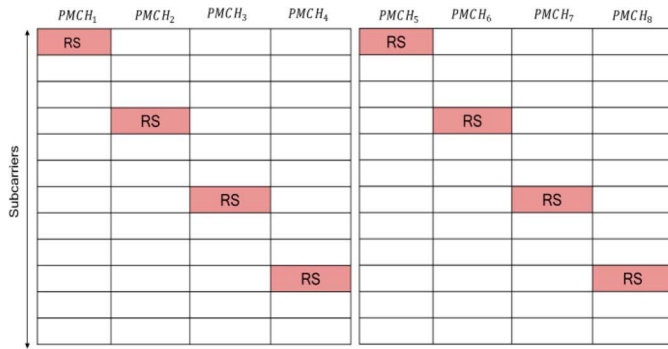 PMCH₁ PMCH₂ PMCH₃ PMCH₄ PMCH₅ PMCH₆ PMCH₇ PMCH₈
RS RS
RS RS
RS RS
RS RS
Subcarriers